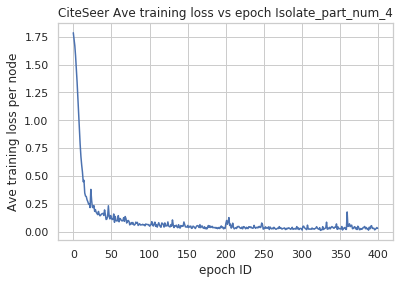 CiteSeer Ave training loss vs epoch Isolate_part_num_4
Ave training loss per node
1.75
1.50
1.25
1.00
0.75
0.50
0.25
0.00
0 50 100 150 200 250 300 350 400
epoch ID